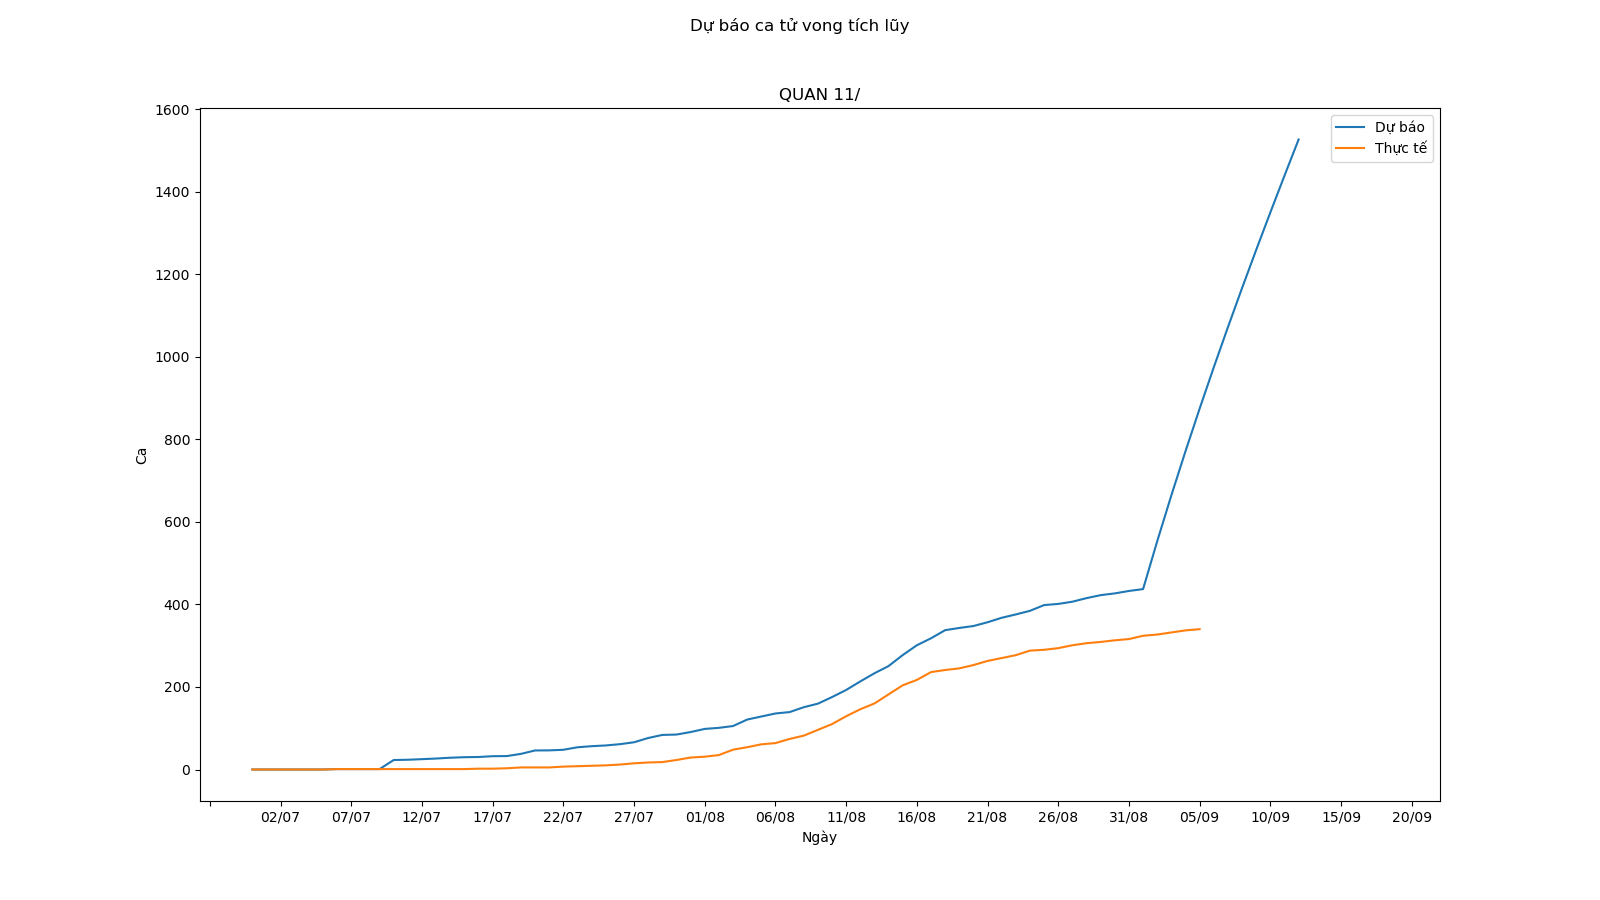 Dự báo ca tử vong tích lũy
QUAN 11/
1600
1400
1200
1000
800
600
400
200
0
Ca
Dự báo
Thực tế
02/07 07/07 12/07 17/07 22/07 27/07 01/08 06/08 11/08 16/08 21/08 26/08 31/08 05/09 10/09 15/09 20/09
Ngày